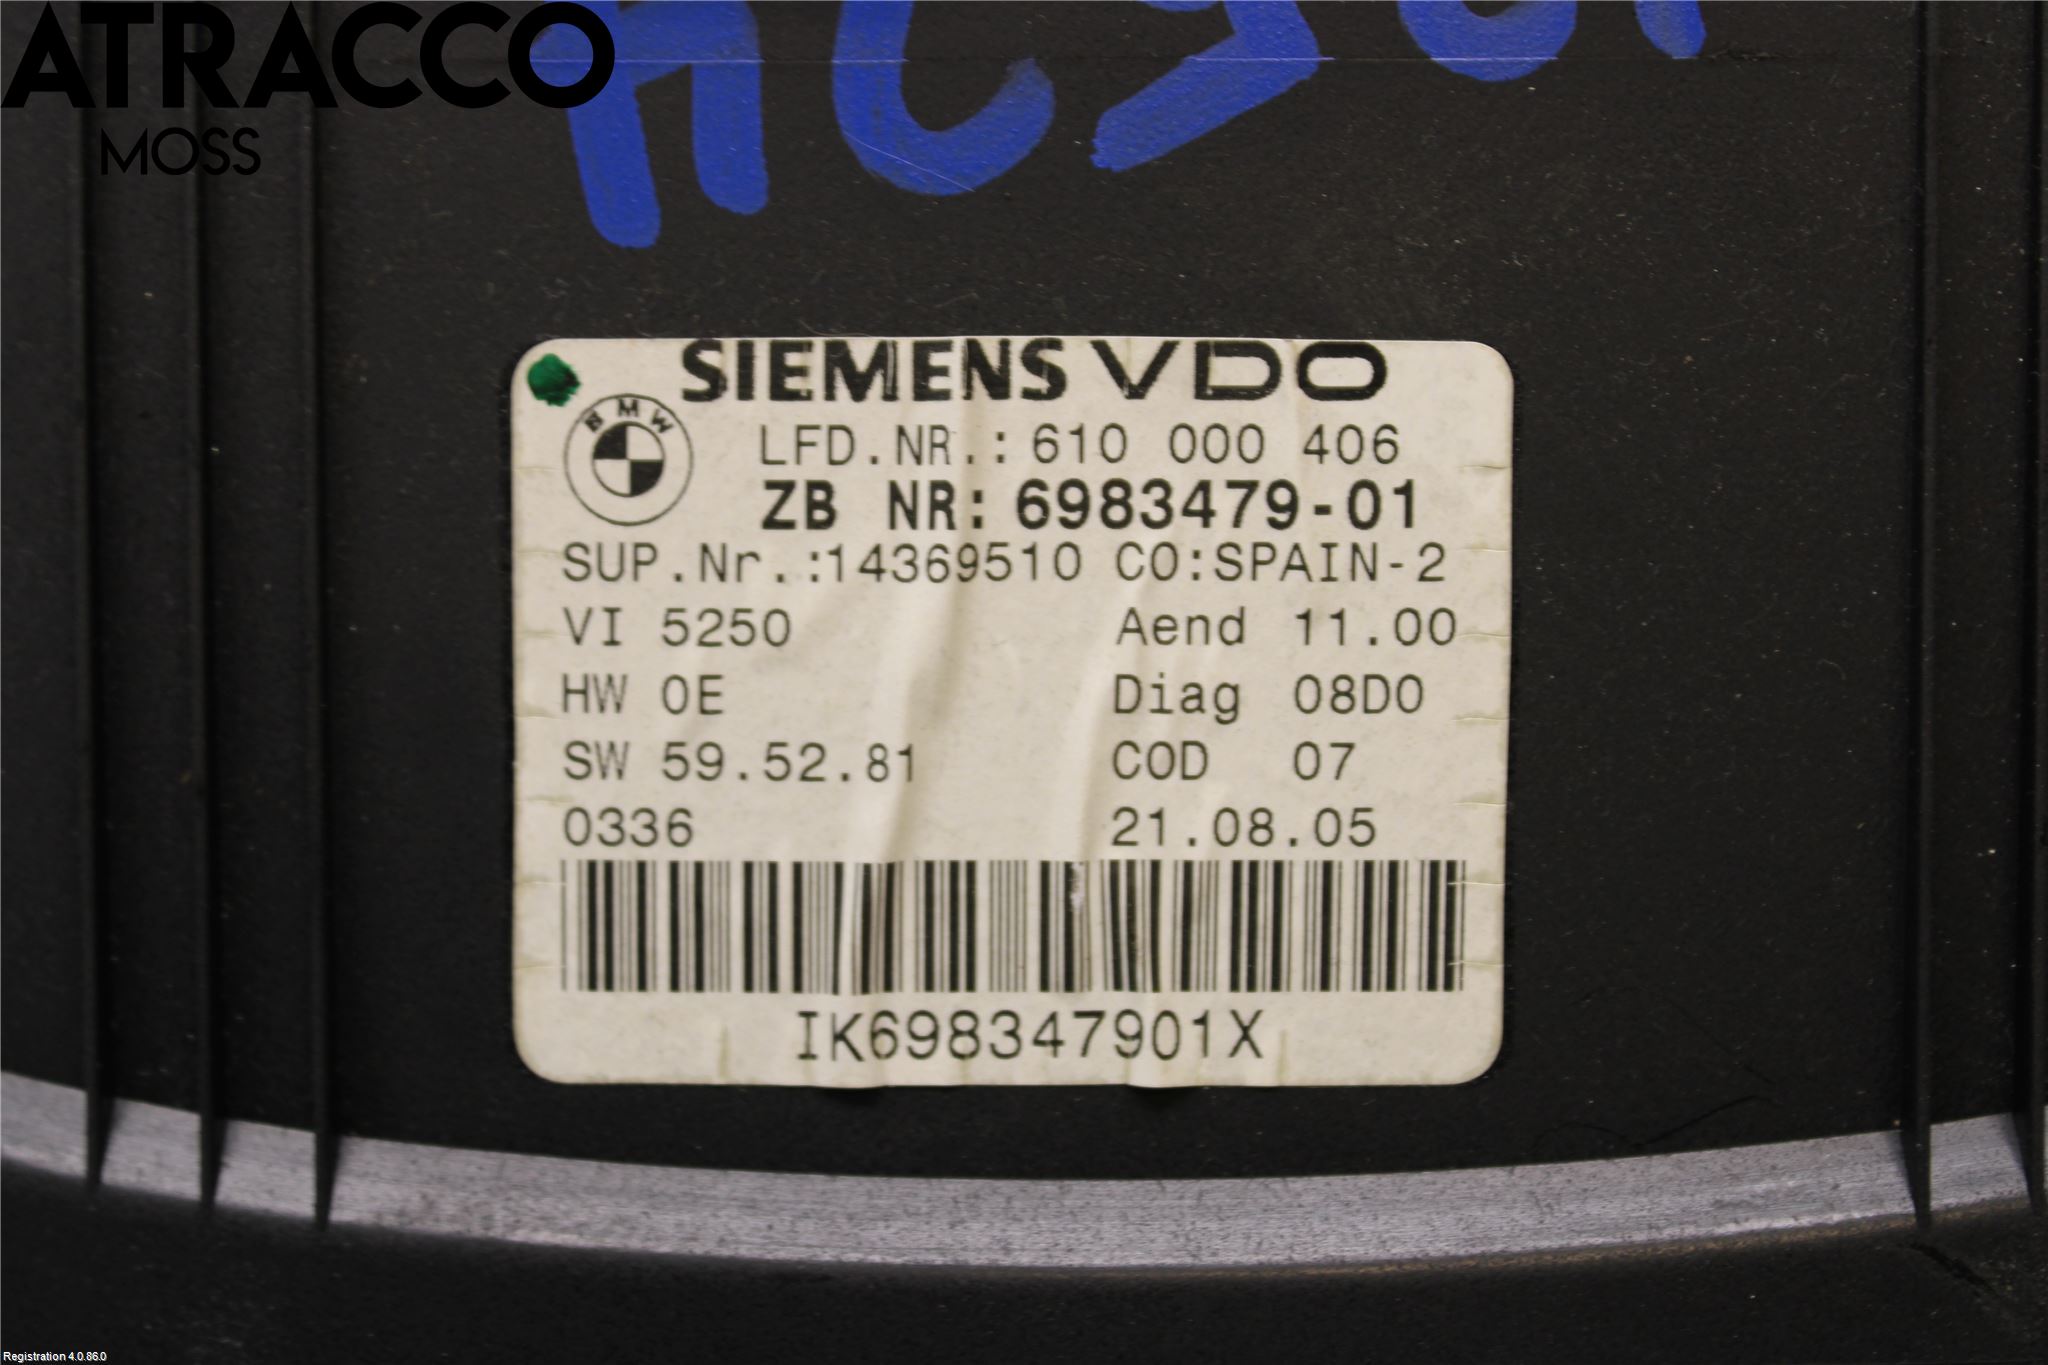 ATRACCO
MOSS
SIEMENS VDO
BMW
LFD.NR.:610 000 406
ZB NR:6983479-01
SUP.Nr.:14369510 CO:SPAIN-2
VI 5250 Aend 11.00
HW 0E Diag 08D0
SW 59.52.81 COD 07
0336 21.08.05
IK698347901X
Registration 4.0.86.0